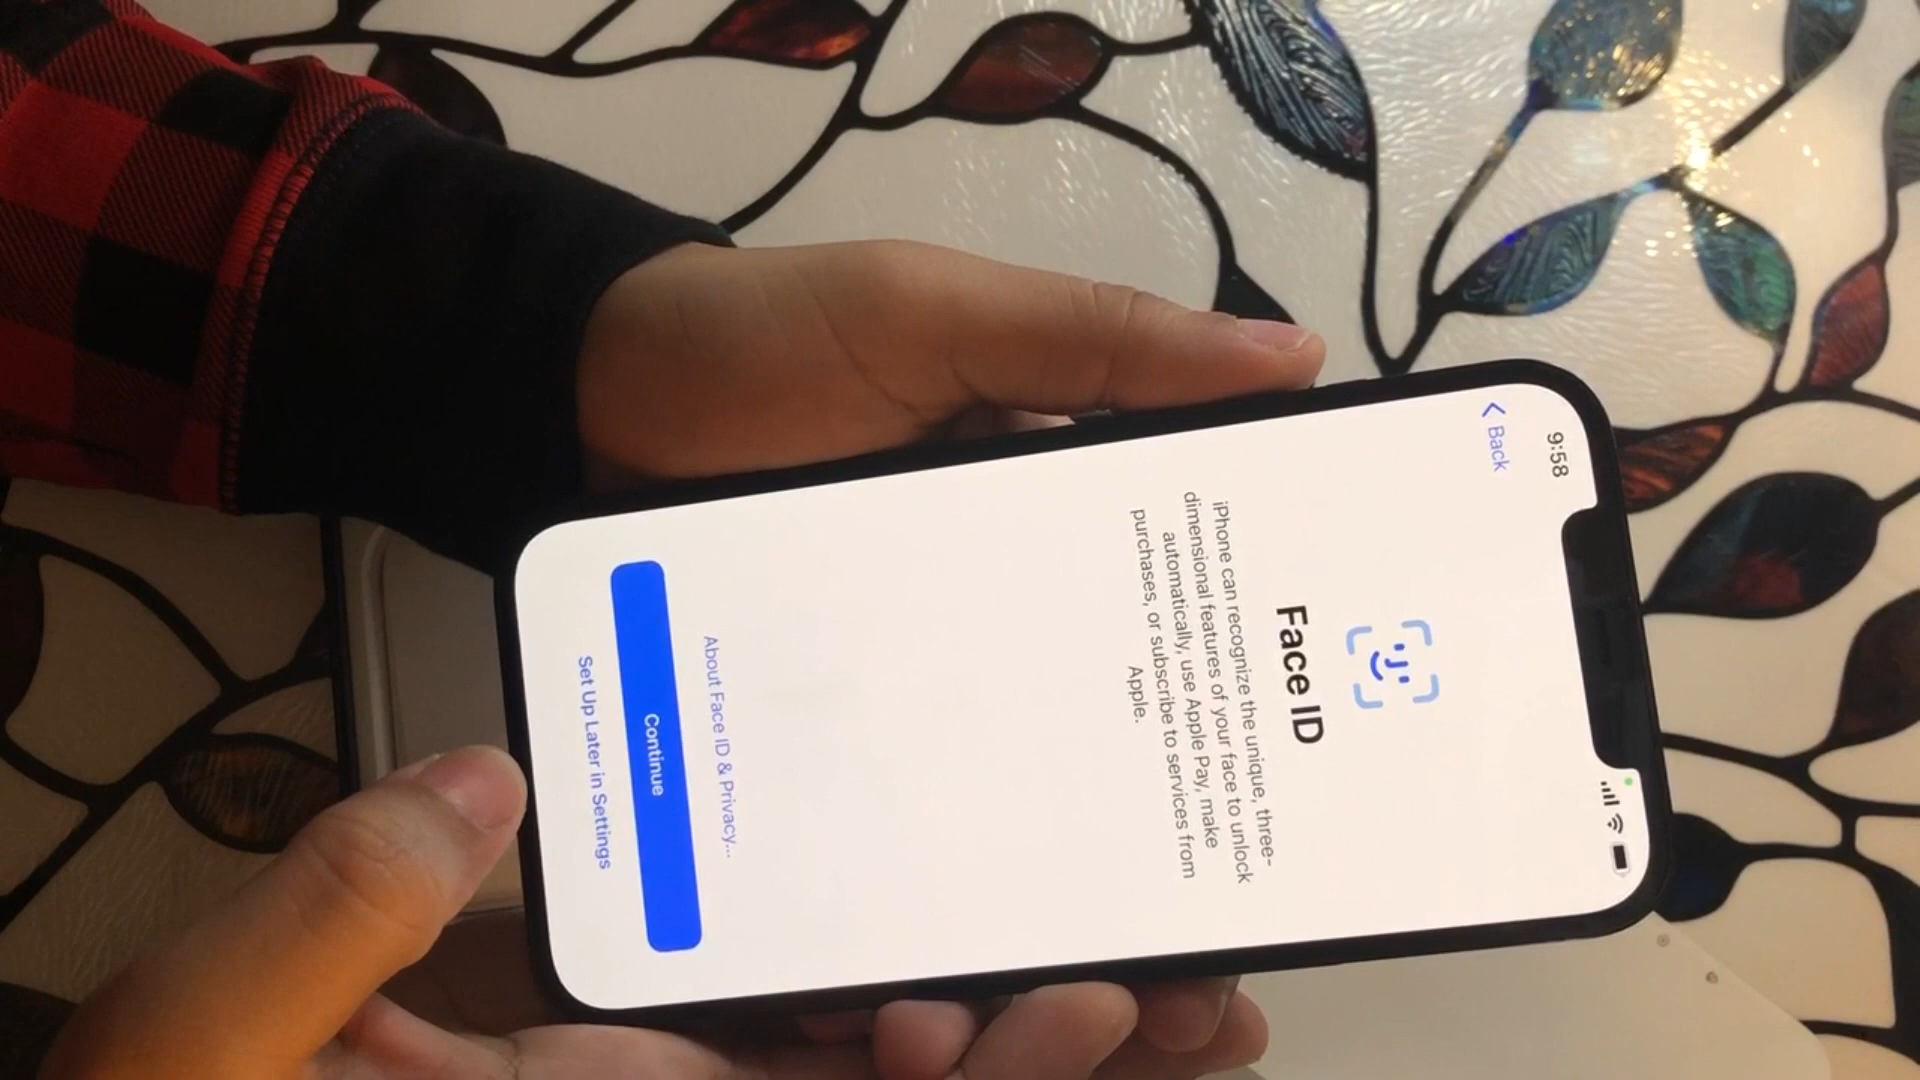 9:58
Back
Face ID
iPhone can recognize the unique, three-
dimensional features of your face to unlock
automatically, use Apple Pay, make
purchases, or subscribe to services from
Apple.
About Face ID & Privacy...
Continue
Set Up Later in Settings